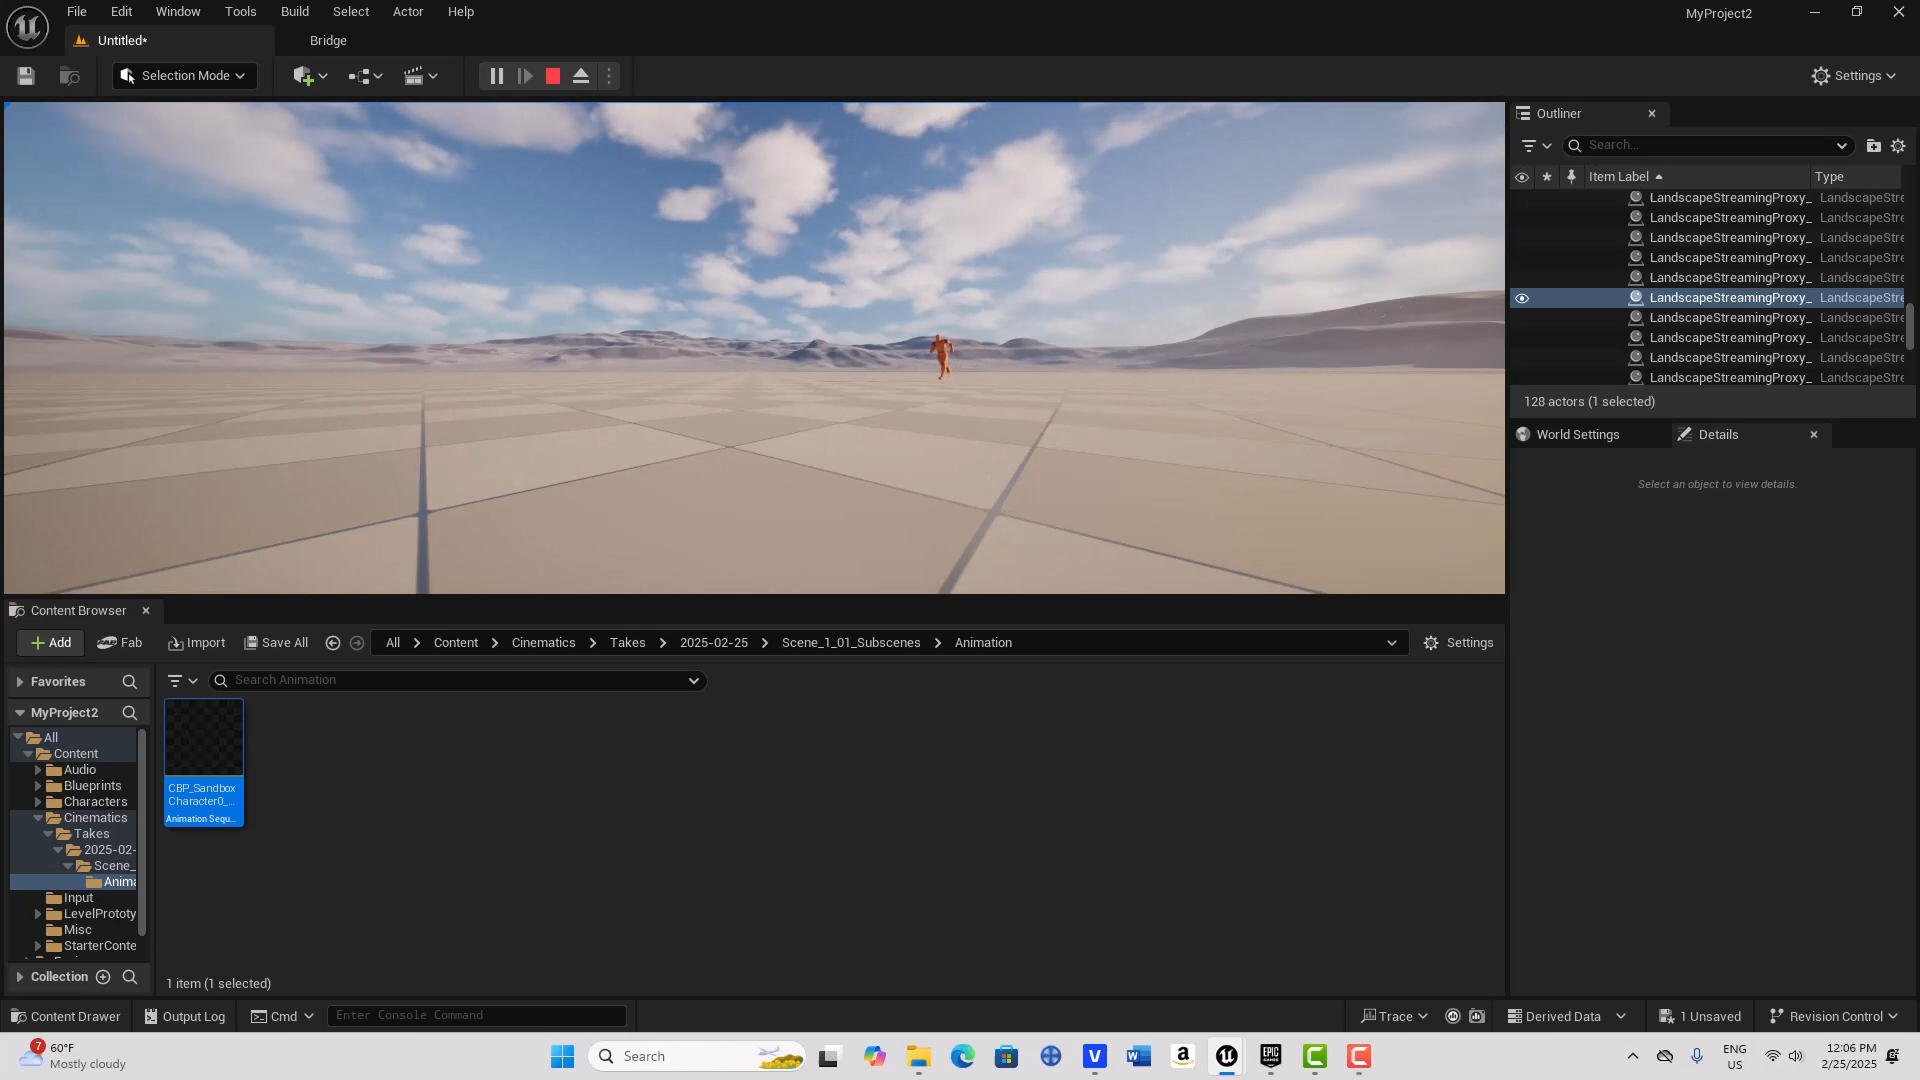 File Edit Window Tools Build Select Actor Help
MyProject2
Untitled*
Bridge
Selection Mode
Settings
Outliner
Search...
Item Label
Type
LandscapeStreamingProxy_ LandscapeStre
LandscapeStreamingProxy_ LandscapeStre
LandscapeStreamingProxy_ LandscapeStre
LandscapeStreamingProxy_ LandscapeStre
LandscapeStreamingProxy_ LandscapeStre
LandscapeStreamingProxy_ LandscapeStre
LandscapeStreamingProxy_ LandscapeStre
LandscapeStreamingProxy_ LandscapeStre
LandscapeStreamingProxy_ LandscapeStre
LandscapeStreamingProxy_ LandscapeStre
128 actors (1 selected)
World Settings
Details
Select an object to view details.
Content Browser
Add
Fab
Import
Save All
All > Content > Cinematics > Takes > 2025-02-25 > Scene_1_01_Subscenes > Animation
Settings
Favorites
Search Animation
MyProject2
All
Content
Audio
Blueprints
Characters
Cinematics
Takes
2025-02-
Scene_
Anima
Input
LevelPrototy
Misc
StarterConte
Collection
CBP_Sandbox
Character0_...
Animation Sequ...
1 item (1 selected)
Content Drawer
Output Log
Cmd
Enter Console Command
Trace
Derived Data
1 Unsaved
Revision Control
7
60°F
Mostly cloudy
Search
ENG
US
12:06 PM
2/25/2025